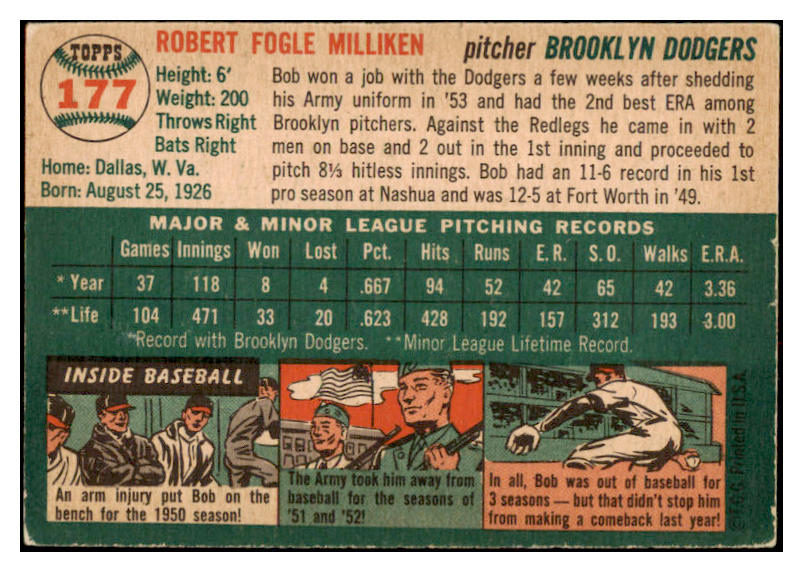 TOPPS
177
ROBERT FOGLE MILLIKEN pitcher BROOKLYN DODGERS
Height: 6'
Weight: 200
Throws Right
Bats Right
Home: Dallas, W. Va.
Born: August 25, 1926
Bob won a job with the Dodgers a few weeks after shedding
his Army uniform in '53 and had the 2nd best ERA among
Brooklyn pitchers. Against the Redlegs he came in with 2
men on base and 2 out in the 1st inning and proceeded to
pitch 8⅓ hitless innings. Bob had an 11-6 record in his 1st
pro season at Nashua and was 12-5 at Fort Worth in '49.
MAJOR & MINOR LEAGUE PITCHING RECORDS
Games Innings Won Lost Pct. Hits Runs E.R. S.O. Walks E.R.A.
* Year 37 118 8 4 .667 94 52 42 65 42 3.36
**Life 104 471 33 20 .623 428 192 157 312 193 3.00
*Record with Brooklyn Dodgers. **Minor League Lifetime Record.
INSIDE BASEBALL
An arm injury put Bob on the
bench for the 1950 season!
The Army took him away from
baseball for the seasons of
'51 and '52!
In all, Bob was out of baseball for
3 seasons — but that didn't stop him
from making a comeback last year!
©T.C.G. Printed in U.S.A.